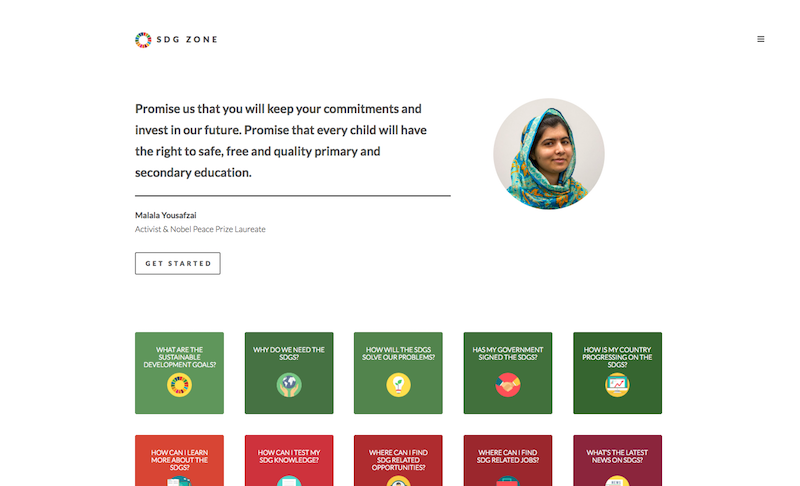 SDG ZONE
Promise us that you will keep your commitments and
invest in our future. Promise that every child will have
the right to safe, free and quality primary and
secondary education.
Malala Yousafzai
Activist & Nobel Peace Prize Laureate
GET STARTED
WHAT ARE THE
SUSTAINABLE
DEVELOPMENT GOALS?
WHY DO WE NEED THE
SDGS?
HOW WILL THE SDGS
SOLVE OUR PROBLEMS?
HAS MY GOVERNMENT
SIGNED THE SDGS?
HOW IS MY COUNTRY
PROGRESSING ON THE
SDGS?
HOW CAN I LEARN
MORE ABOUT THE
SDGS?
HOW CAN I TEST MY
SDG KNOWLEDGE?
WHERE CAN I FIND
SDG RELATED
OPPORTUNITIES?
WHERE CAN I FIND
SDG RELATED JOBS?
WHAT'S THE LATEST
NEWS ON SDGS?